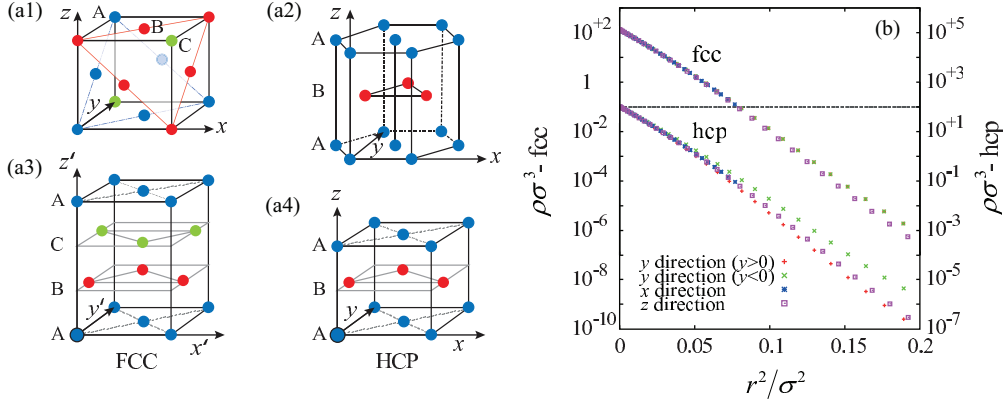 (a1)
z
A
B
C
y
x
(a2)
z
A
B
A
y
x
(a3)
z′
A
C
B
A
y′
x′
FCC
(a4)
z
A
B
A
y
x
HCP
(b)
ρσ³-fcc
10⁺²
1
10⁻²
10⁻⁴
10⁻⁶
10⁻⁸
10⁻¹⁰
fcc
hcp
y direction (y>0)
y direction (y<0)
x direction
z direction
10⁺⁵
10⁺³
10⁺¹
10⁻¹
10⁻³
10⁻⁵
10⁻⁷
ρσ³-hcp
0 0.05 0.1 0.15 0.2
r²/σ²